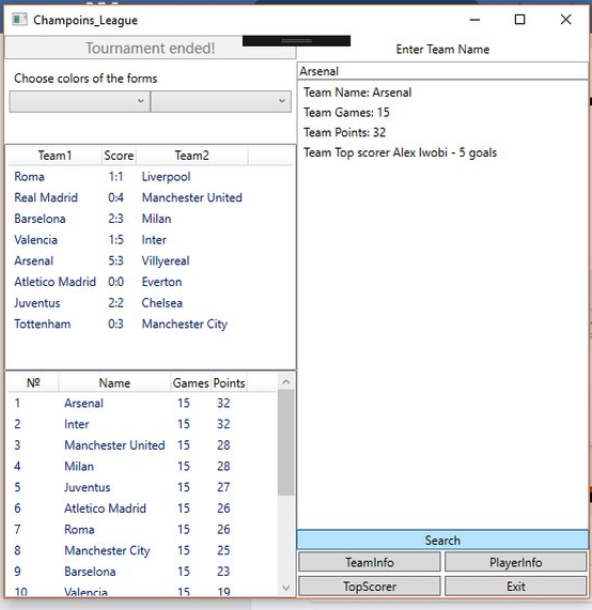 Champoins_League
Tournament ended!
Enter Team Name
Choose colors of the forms
Arsenal
Team Name: Arsenal
Team Games: 15
Team Points: 32
Team Top scorer Alex Iwobi - 5 goals
Team1 Score Team2
Roma 1:1 Liverpool
Real Madrid 0:4 Manchester United
Barselona 2:3 Milan
Valencia 1:5 Inter
Arsenal 5:3 Villyereal
Atletico Madrid 0:0 Everton
Juventus 2:2 Chelsea
Tottenham 0:3 Manchester City
№ Name Games Points
1 Arsenal 15 32
2 Inter 15 32
3 Manchester United 15 28
4 Milan 15 28
5 Juventus 15 27
6 Atletico Madrid 15 26
7 Roma 15 26
8 Manchester City 15 25
9 Barselona 15 23
10 Valencia 15 19
Search
TeamInfo PlayerInfo
TopScorer Exit